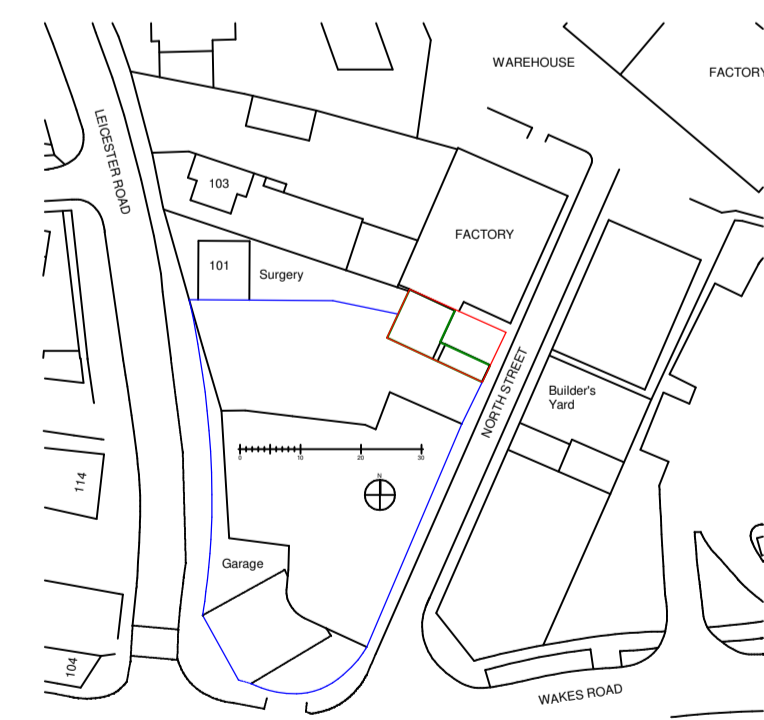 WAREHOUSE
FACTORY
LEICESTER ROAD
103
FACTORY
101
Surgery
NORTH STREET
Builder's
Yard
0
10
20
30
N
114
Garage
104
WAKES ROAD